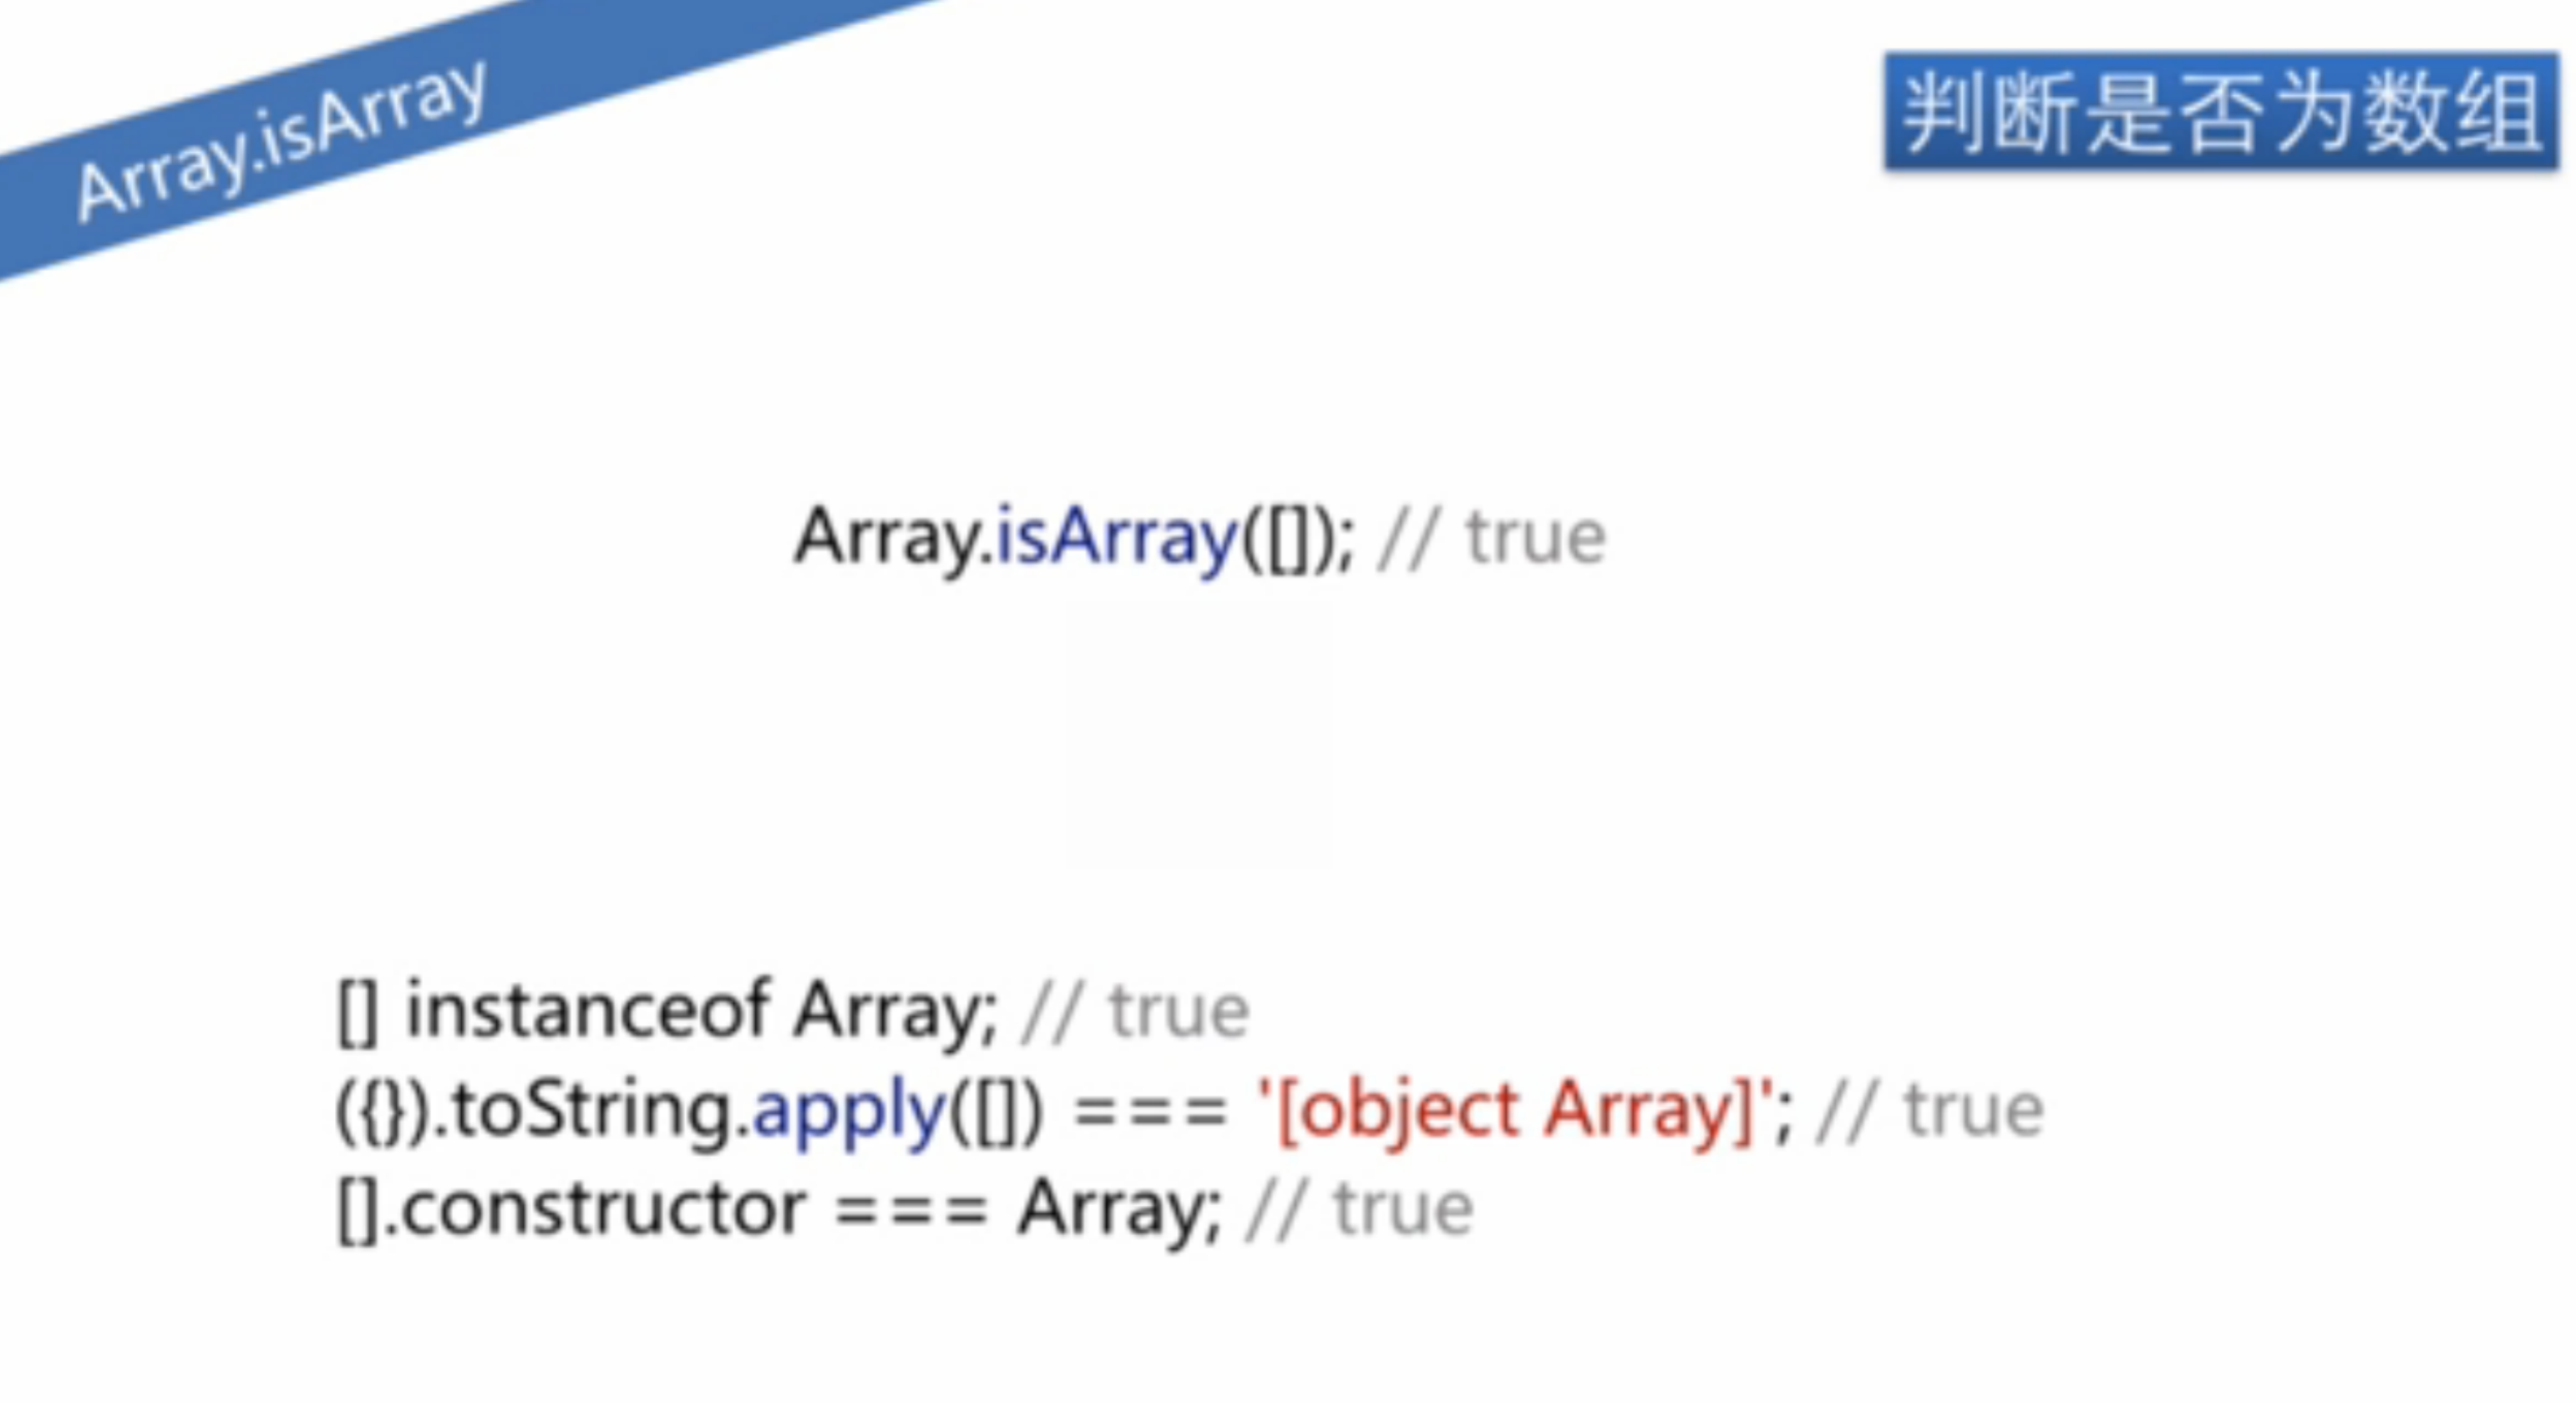 Array.isArray
判断是否为数组
Array.isArray([]); // true
[] instanceof Array; // true
({}).toString.apply([]) === '[object Array]'; // true
[].constructor === Array; // true